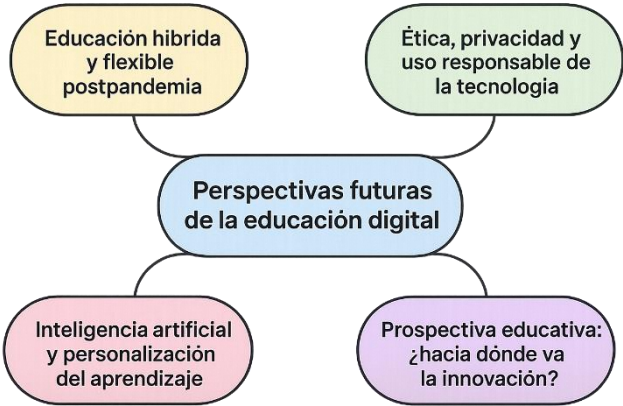 Educación hibrida
y flexible
postpandemia
Ética, privacidad y
uso responsable de
la tecnologia
Perspectivas futuras
de la educación digital
Inteligencia artificial
y personalización
del aprendizaje
Prospectiva educativa:
¿hacia dónde va
la innovación?